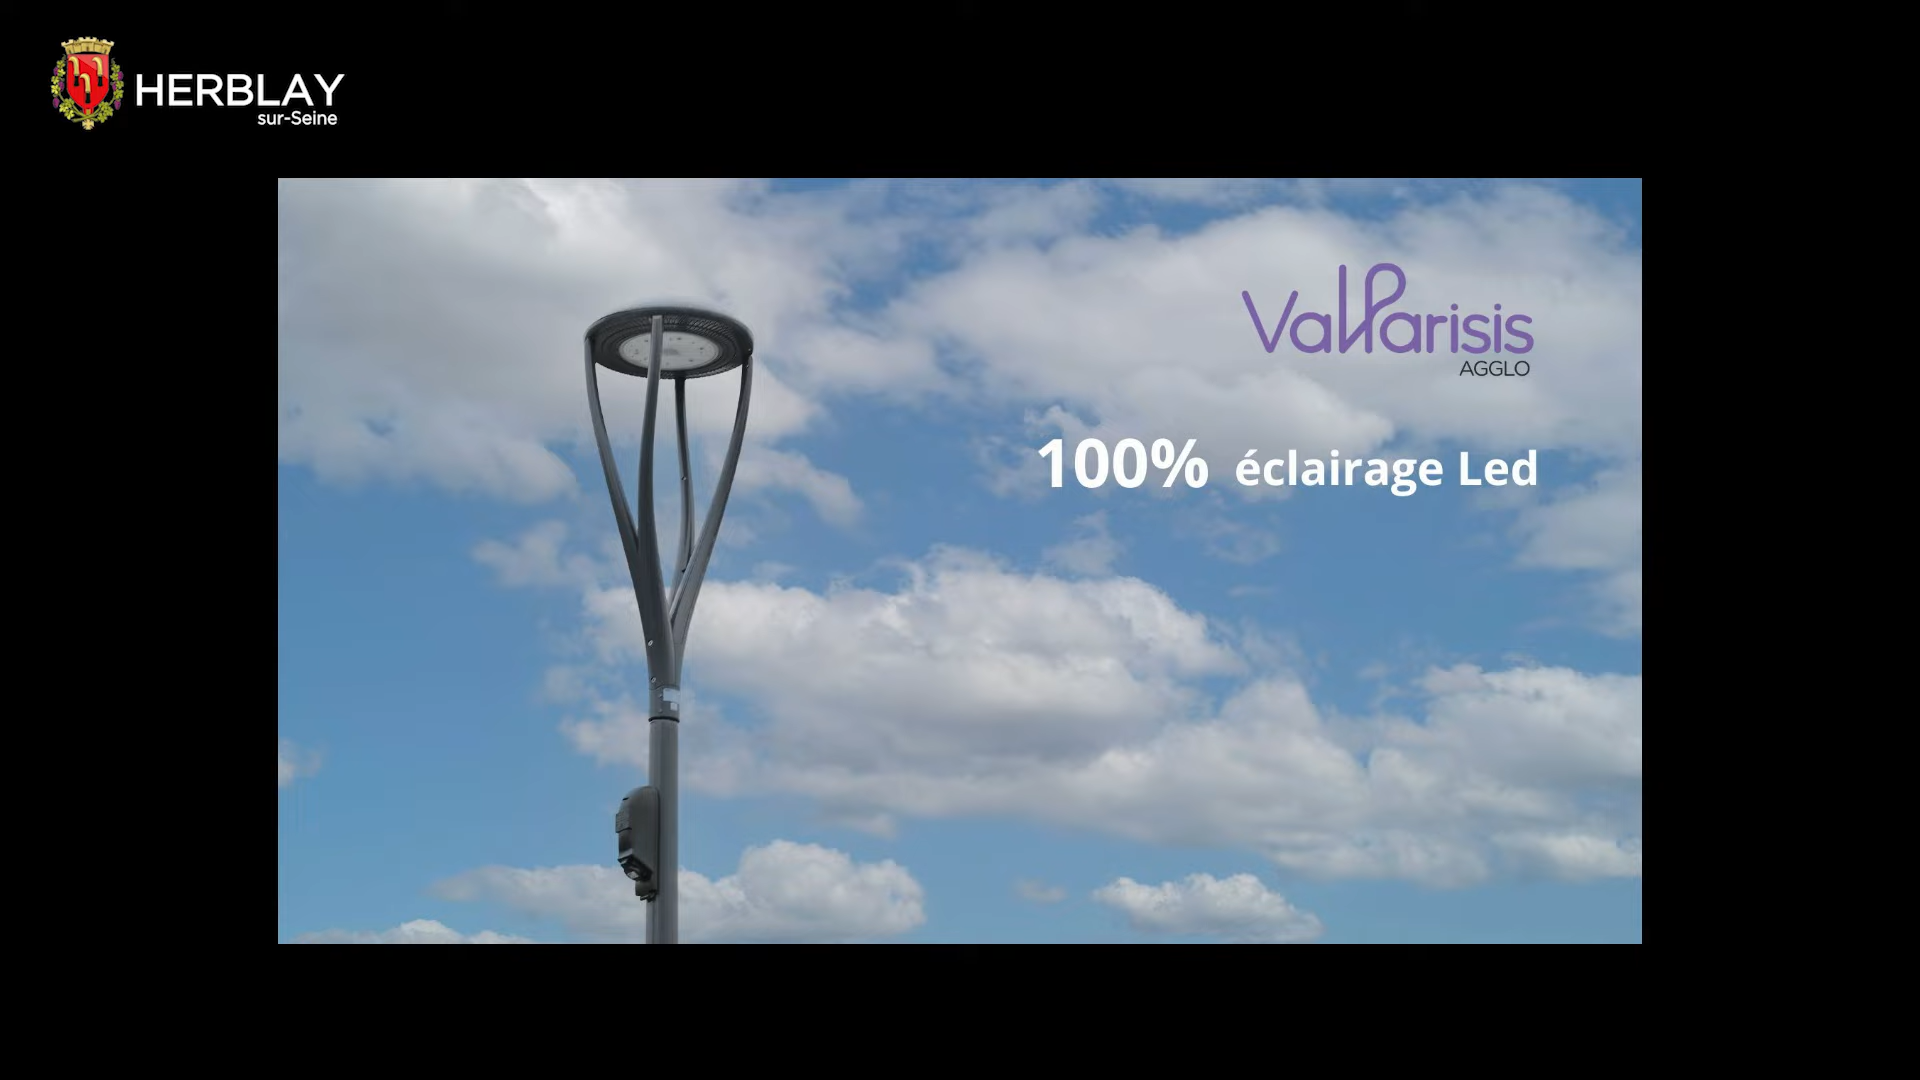 HERBLAY
sur-Seine
ValParisis
AGGLO
100% éclairage Led